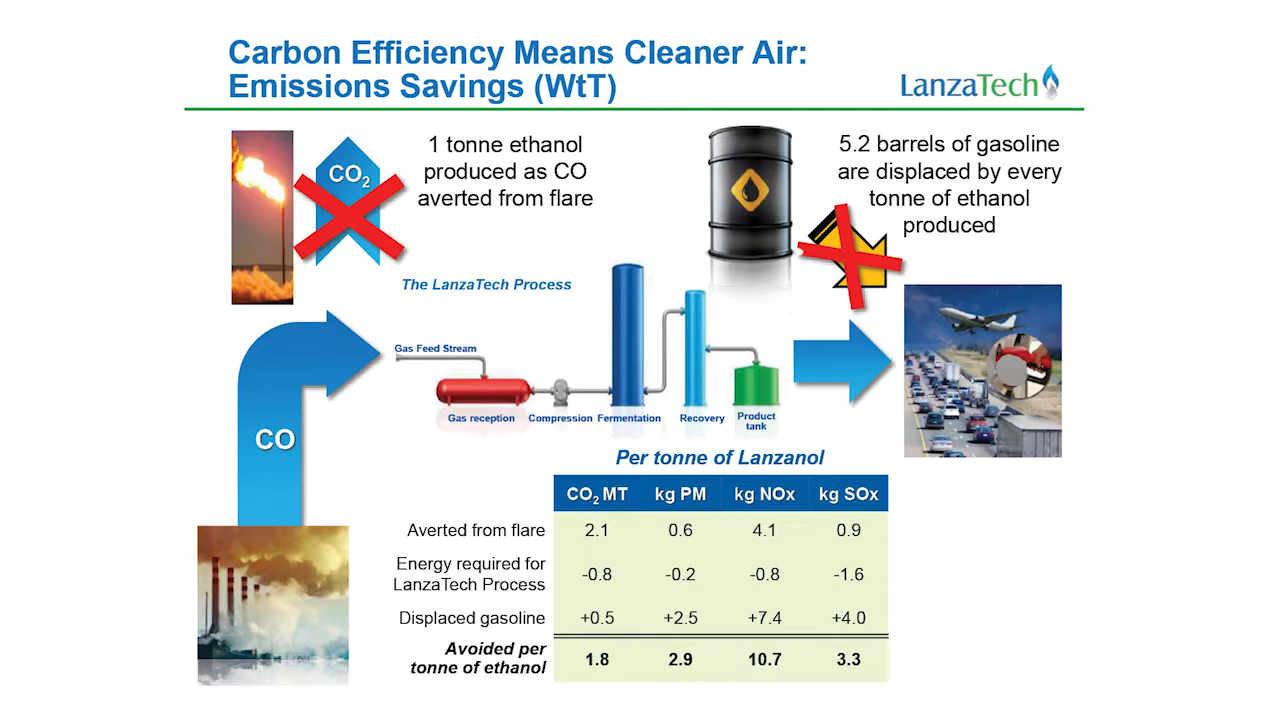 Carbon Efficiency Means Cleaner Air:
Emissions Savings (WtT)
LanzaTech
CO₂
1 tonne ethanol
produced as CO
averted from flare
5.2 barrels of gasoline
are displaced by every
tonne of ethanol
produced
The LanzaTech Process
Gas Feed Stream
Gas reception Compression Fermentation Recovery Product
tank
CO
Per tonne of Lanzanol
CO₂ MT kg PM kg NOx kg SOx
Averted from flare 2.1 0.6 4.1 0.9
Energy required for
LanzaTech Process -0.8 -0.2 -0.8 -1.6
Displaced gasoline +0.5 +2.5 +7.4 +4.0
Avoided per
tonne of ethanol 1.8 2.9 10.7 3.3